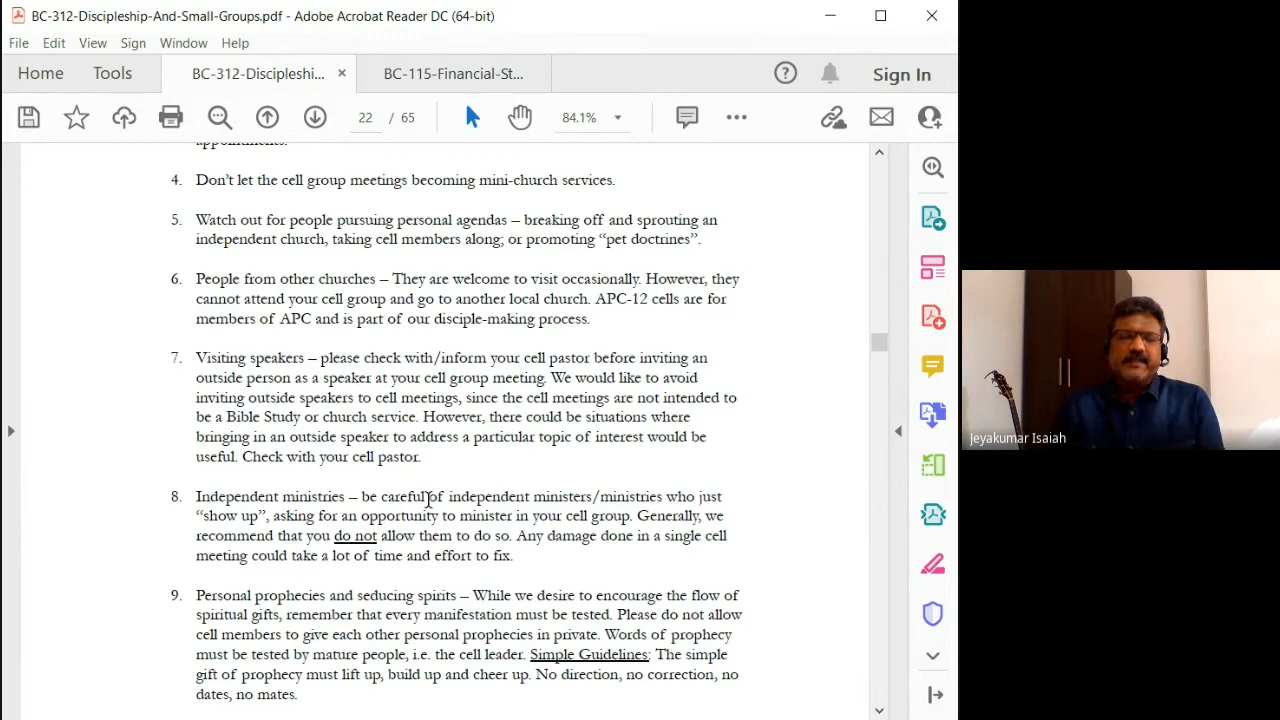 BC-312-Discipleship-And-Small-Groups.pdf - Adobe Acrobat Reader DC (64-bit)
File Edit View Sign Window Help
Home Tools BC-312-Discipleshi... × BC-115-Financial-St... Sign In
22 / 65 84.1%
appointments.
4. Don’t let the cell group meetings becoming mini-church services.
5. Watch out for people pursuing personal agendas – breaking off and sprouting an
independent church, taking cell members along; or promoting “pet doctrines”.
6. People from other churches – They are welcome to visit occasionally. However, they
cannot attend your cell group and go to another local church. APC-12 cells are for
members of APC and is part of our disciple-making process.
7. Visiting speakers – please check with/inform your cell pastor before inviting an
outside person as a speaker at your cell group meeting. We would like to avoid
inviting outside speakers to cell meetings, since the cell meetings are not intended to
be a Bible Study or church service. However, there could be situations where
bringing in an outside speaker to address a particular topic of interest would be
useful. Check with your cell pastor.
8. Independent ministries – be careful of independent ministers/ministries who just
“show up”, asking for an opportunity to minister in your cell group. Generally, we
recommend that you do not allow them to do so. Any damage done in a single cell
meeting could take a lot of time and effort to fix.
9. Personal prophecies and seducing spirits – While we desire to encourage the flow of
spiritual gifts, remember that every manifestation must be tested. Please do not allow
cell members to give each other personal prophecies in private. Words of prophecy
must be tested by mature people, i.e. the cell leader. Simple Guidelines: The simple
gift of prophecy must lift up, build up and cheer up. No direction, no correction, no
dates, no mates.
Jeyakumar Isaiah